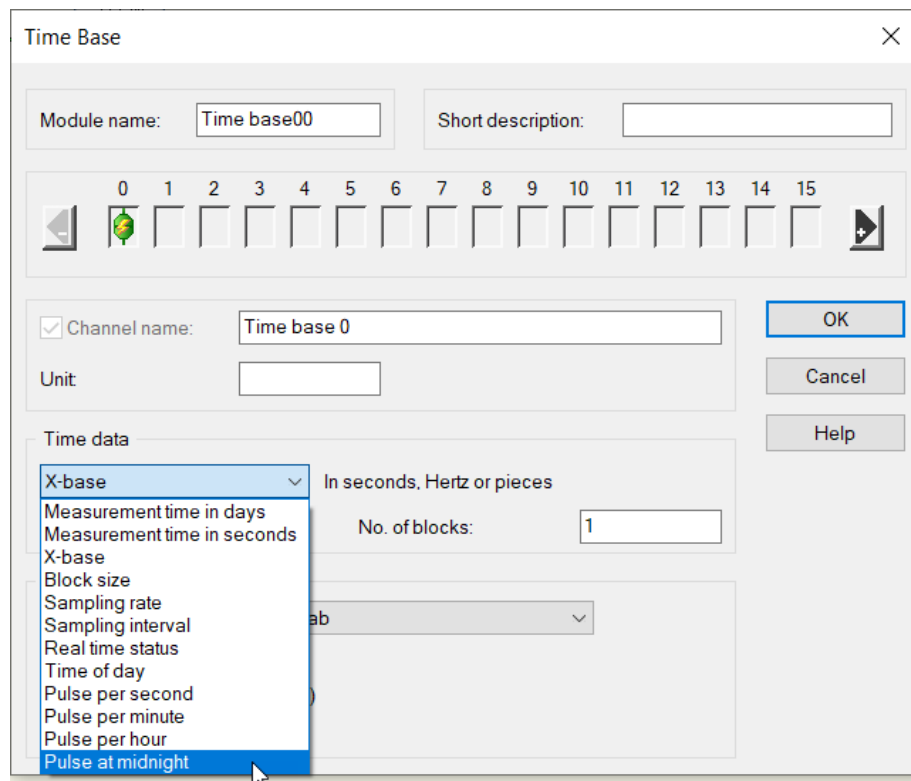 Time Base
Module name: Time base00 Short description:
0 1 2 3 4 5 6 7 8 9 10 11 12 13 14 15
- +
Channel name: Time base 0
OK
Unit:
Cancel
Help
Time data
X-base In seconds, Hertz or pieces
Measurement time in days
Measurement time in seconds No. of blocks: 1
X-base
Block size
Sampling rate
Sampling interval ab
Real time status
Time of day
Pulse per second )
Pulse per minute
Pulse per hour
Pulse at midnight